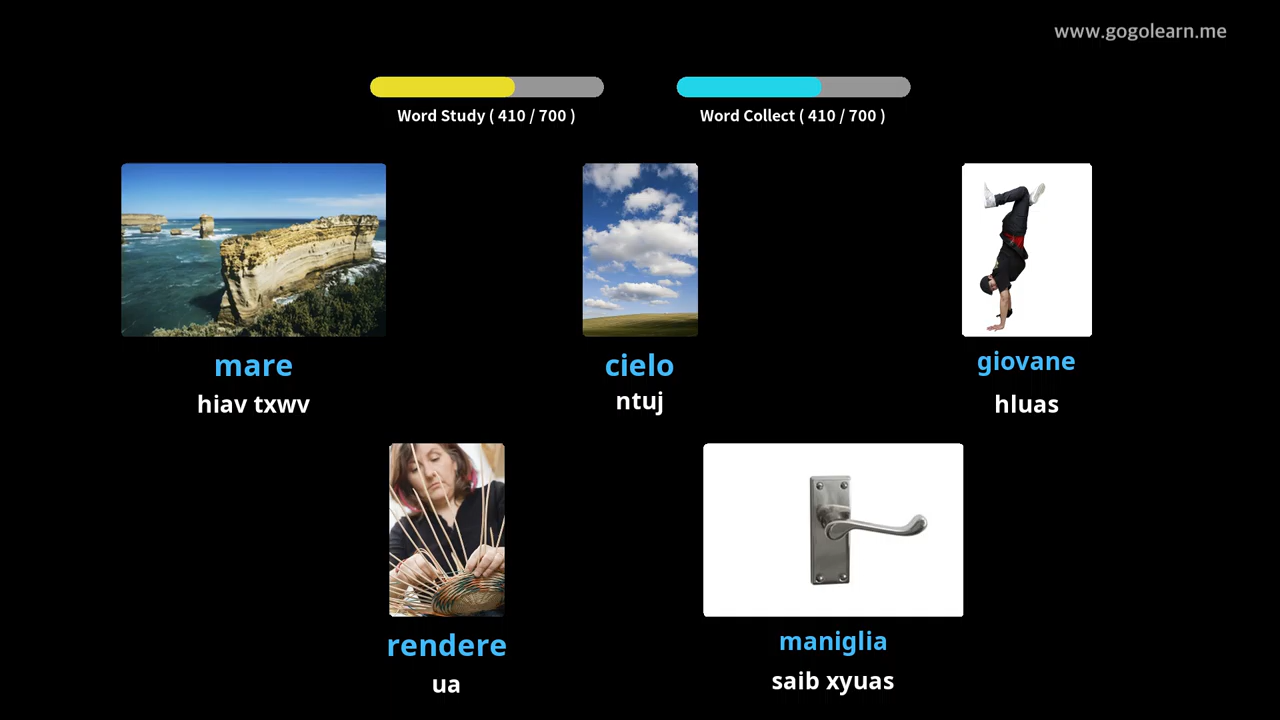 www.gogolearn.me
Word Study ( 410 / 700 )
Word Collect ( 410 / 700 )
mare
hiav txwv
cielo
ntuj
giovane
hluas
rendere
ua
maniglia
saib xyuas